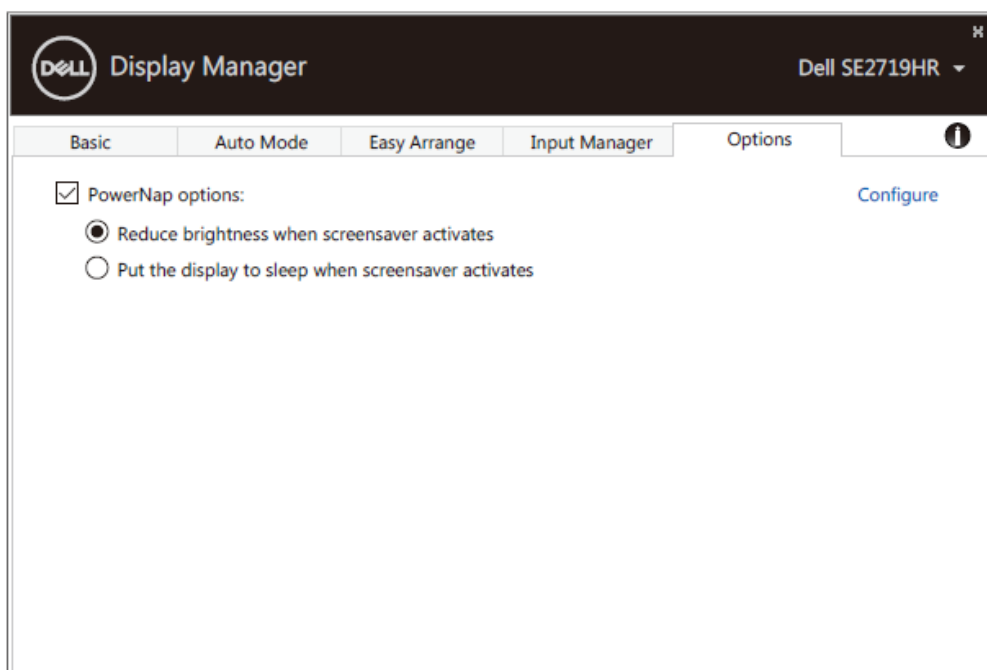 DELL Display Manager
Dell SE2719HR
Basic Auto Mode Easy Arrange Input Manager Options
PowerNap options: Configure
Reduce brightness when screensaver activates
Put the display to sleep when screensaver activates